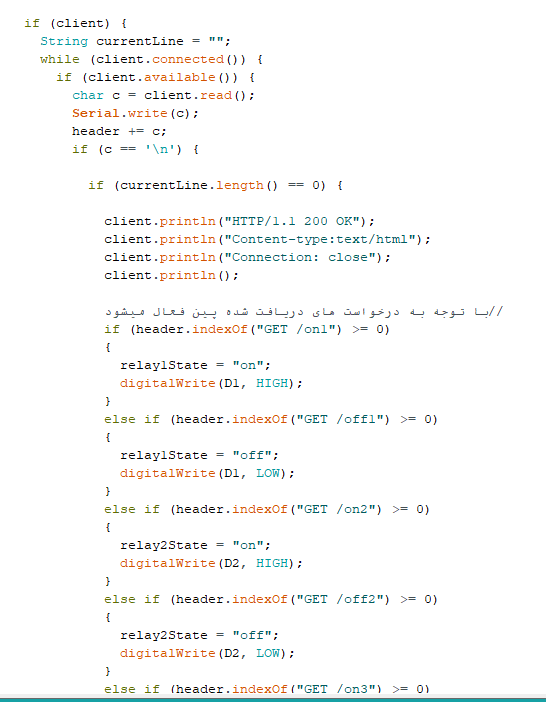 if (client) {
String currentLine = "";
while (client.connected()) {
if (client.available()) {
char c = client.read();
Serial.write(c);
header += c;
if (c == '\n') {
if (currentLine.length() == 0) {
client.println("HTTP/1.1 200 OK");
client.println("Content-type:text/html");
client.println("Connection: close");
client.println();
//با توجه به درخواست های دریافت شده پین فعال میشود
if (header.indexOf("GET /on1") >= 0)
{
relay1State = "on";
digitalWrite(D1, HIGH);
}
else if (header.indexOf("GET /off1") >= 0)
{
relay1State = "off";
digitalWrite(D1, LOW);
}
else if (header.indexOf("GET /on2") >= 0)
{
relay2State = "on";
digitalWrite(D2, HIGH);
}
else if (header.indexOf("GET /off2") >= 0)
{
relay2State = "off";
digitalWrite(D2, LOW);
}
else if (header.indexOf("GET /on3") >= 0)